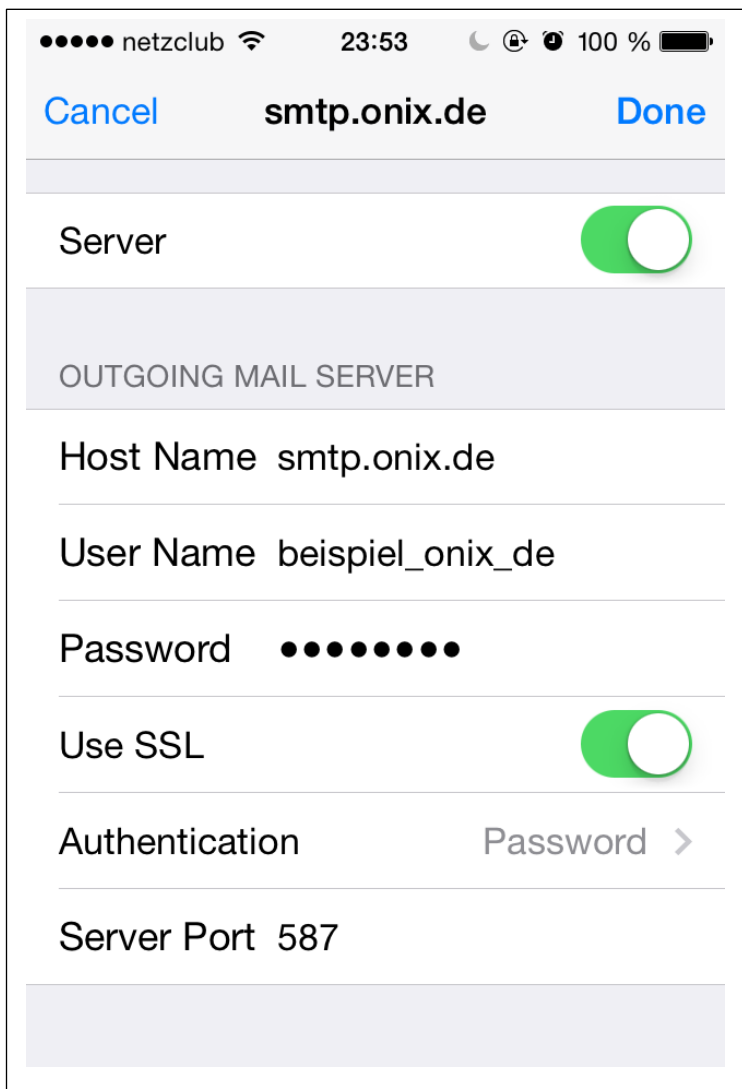 ●●●●● netzclub 23:53 100 %
Cancel smtp.onix.de Done
Server
OUTGOING MAIL SERVER
Host Name smtp.onix.de
User Name beispiel_onix_de
Password ●●●●●●●●
Use SSL
Authentication Password
Server Port 587